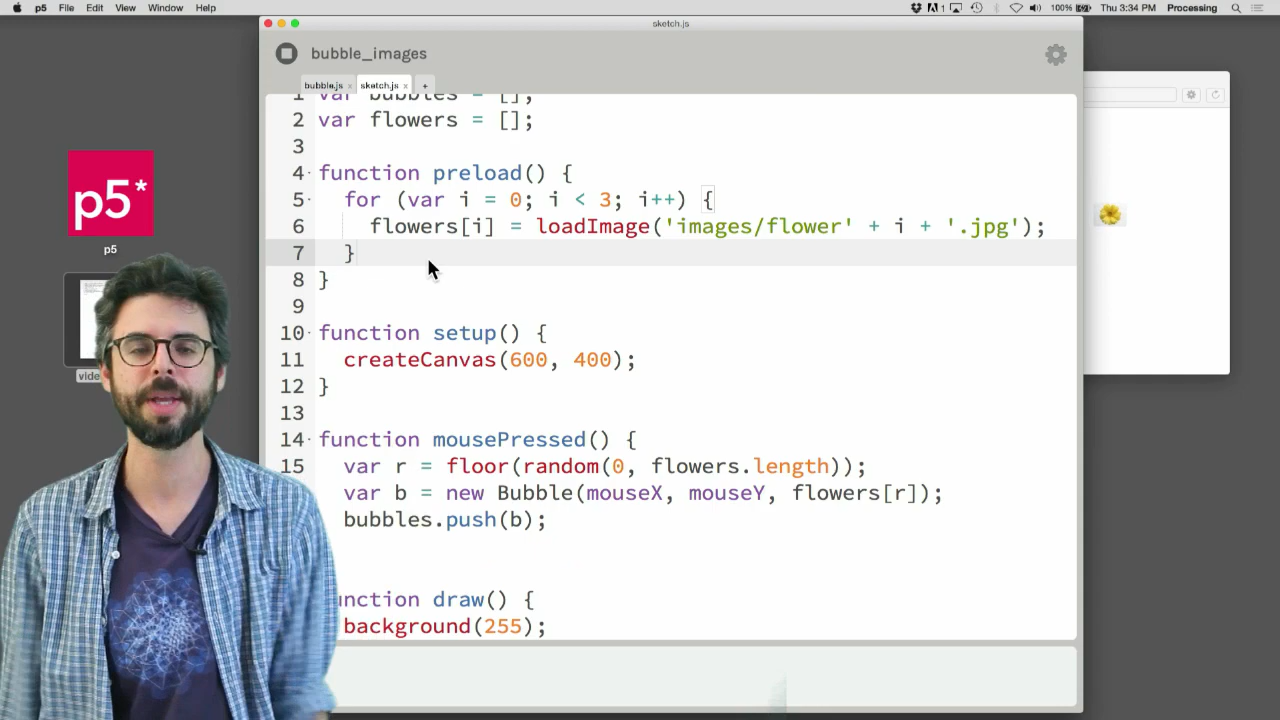 p5 File Edit View Window Help 1 100% Thu 3:34 PM Processing
sketch.js
bubble_images
bubble.js x sketch.js x +
1 var bubbles = [];
2 var flowers = [];
3
4 function preload() {
5 for (var i = 0; i < 3; i++) {
6 flowers[i] = loadImage('images/flower' + i + '.jpg');
7 }
8 }
9
10 function setup() {
11 createCanvas(600, 400);
12 }
13
14 function mousePressed() {
15 var r = floor(random(0, flowers.length));
var b = new Bubble(mouseX, mouseY, flowers[r]);
bubbles.push(b);
unction draw() {
background(255);
p5*
p5
vide